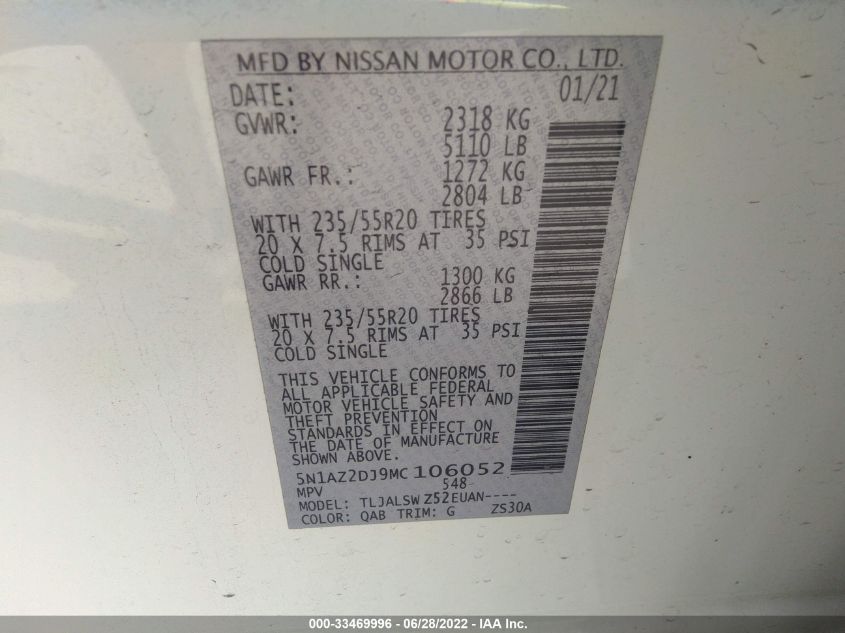 MFD BY NISSAN MOTOR CO., LTD.
DATE: 01/21
GVWR: 2318 KG
5110 LB
GAWR FR.: 1272 KG
2804 LB
WITH 235/55R20 TIRES
20 X 7.5 RIMS AT 35 PSI
COLD SINGLE
GAWR RR.: 1300 KG
2866 LB
WITH 235/55R20 TIRES
20 X 7.5 RIMS AT 35 PSI
COLD SINGLE
THIS VEHICLE CONFORMS TO
ALL APPLICABLE FEDERAL
MOTOR VEHICLE SAFETY AND
THEFT PREVENTION
STANDARDS IN EFFECT ON
THE DATE OF MANUFACTURE
SHOWN ABOVE.
5N1AZ2DJ9MC106052
MPV 548
MODEL: TLJALSW Z52EUAN----
COLOR: QAB TRIM: G ZS30A
000-33469996 - 06/28/2022 - IAA Inc.